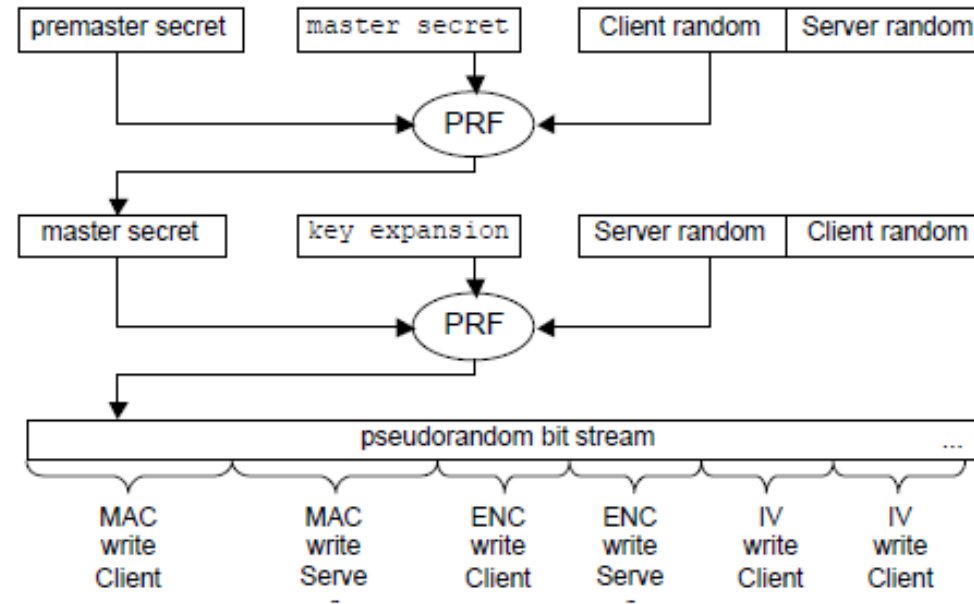 premaster secret master secret Client random Server random
PRF
master secret key expansion Server random Client random
PRF
pseudorandom bit stream ...
MAC MAC ENC ENC IV IV
write write write write write write
Client Serve Client Serve Client Client